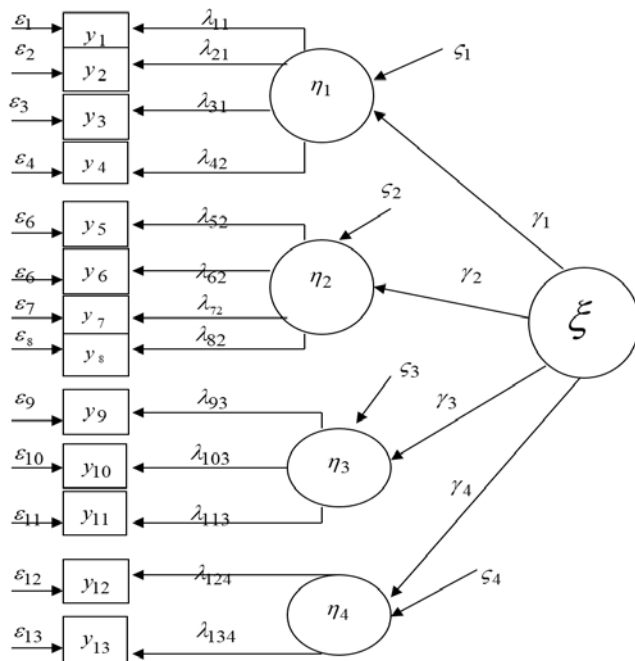 ε₁ y₁ λ₁₁
ε₂ y₂ λ₂₁ η₁ ς₁
ε₃ y₃ λ₃₁
ε₄ y₄ λ₄₂
ε₆ y₅ λ₅₂ ς₂ γ₁
ε₆ y₆ λ₆₂ η₂ γ₂
ε₇ y₇ λ₇₂ ξ
ε₈ y₈ λ₈₂
ε₉ y₉ λ₉₃ ς₃ γ₃
ε₁₀ y₁₀ λ₁₀₃ η₃ γ₄
ε₁₁ y₁₁ λ₁₁₃
ε₁₂ y₁₂ λ₁₂₄ η₄ ς₄
ε₁₃ y₁₃ λ₁₃₄